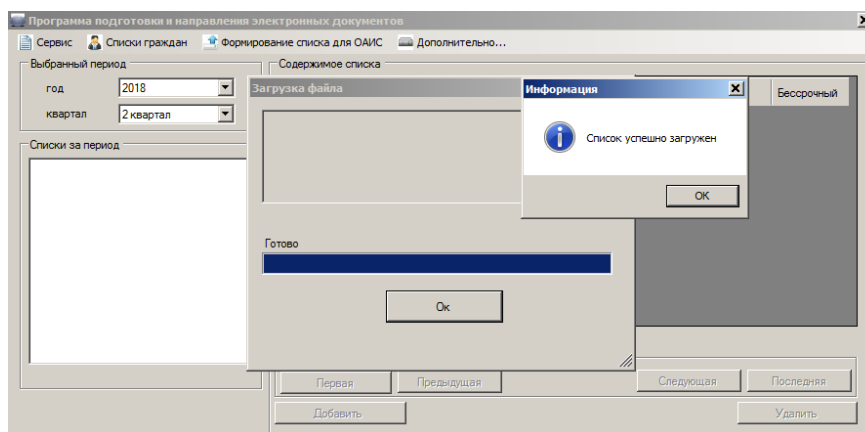 Программа подготовки и направления электронных документов
Сервис Списки граждан Формирование списка для ОАИС Дополнительно...
Выбранный период
Содержимое списка
год 2018
квартал 2 квартал
Списки за период
Загрузка файла
Информация
Бессрочный
Список успешно загружен
ОК
Готово
Ок
Первая Предыдущая Следующая Последняя
Добавить Удалить